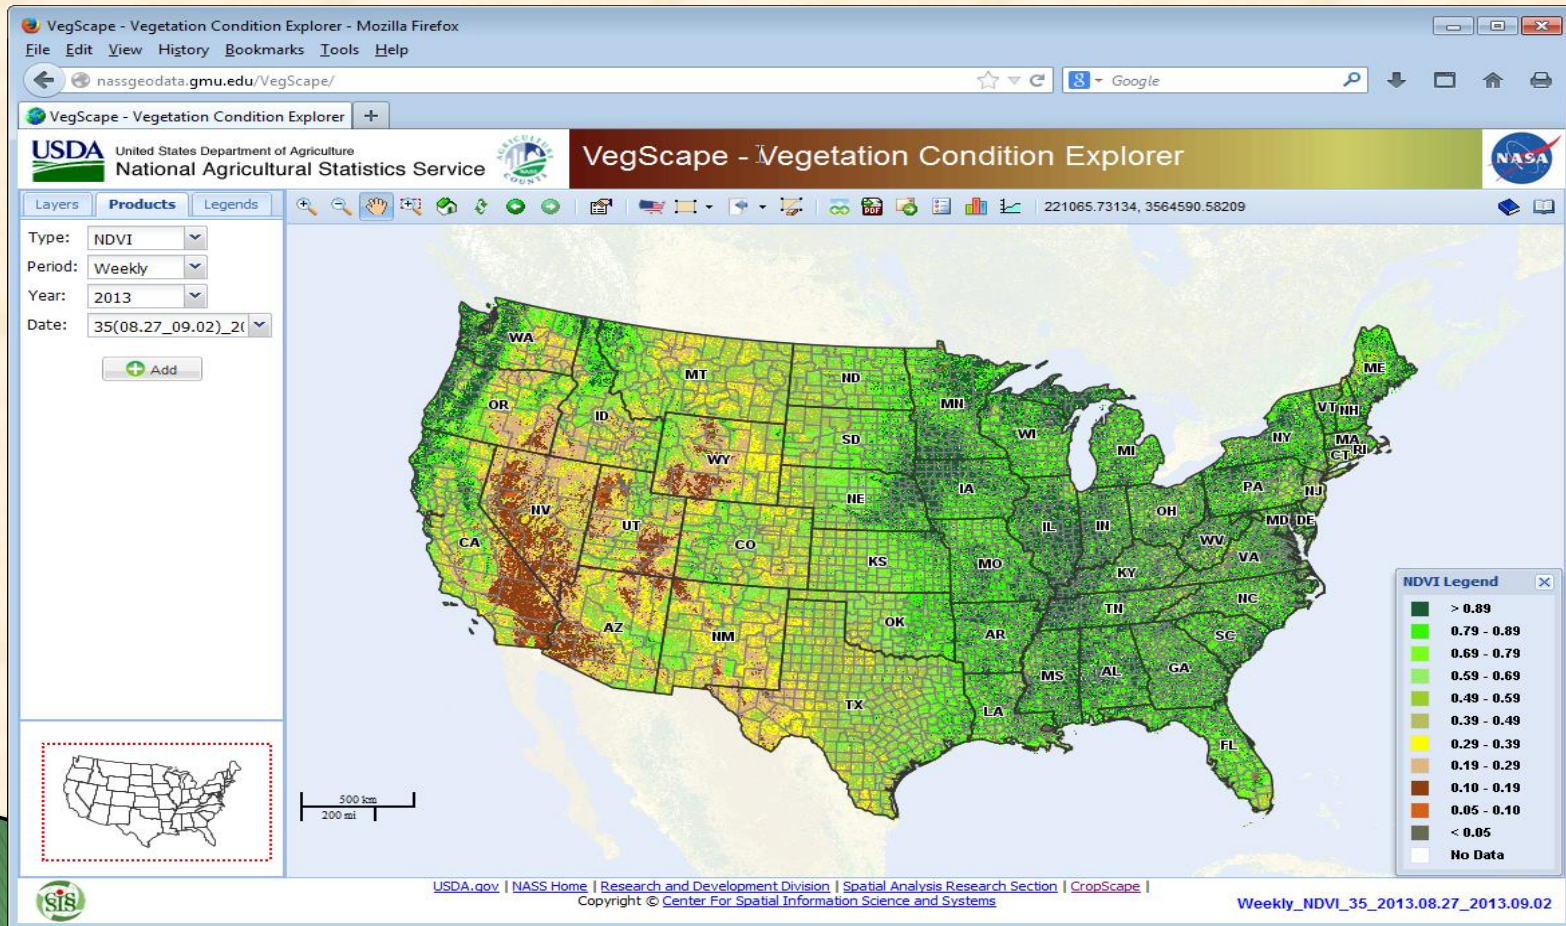 VegScape - Vegetation Condition Explorer - Mozilla Firefox
File Edit View History Bookmarks Tools Help
nassgeodata.gmu.edu/VegScape/
Google
VegScape - Vegetation Condition Explorer
USDA United States Department of Agriculture
National Agricultural Statistics Service
AGRICULTURE
NASS
COUNTS
VegScape - Vegetation Condition Explorer
NASA
Layers Products Legends
PDF
221065.73134, 3564590.58209
Type: NDVI
Period: Weekly
Year: 2013
Date: 35(08.27_09.02)_2(
Add
WA
MT
ND
MN
ME
OR
ID
SD
WI
VT NH
WY
MI
NY
MA
CT RI
NE
IA
PA
NJ
NV
UT
CO
IL
IN
OH
MD DE
CA
KS
MO
WV
VA
KY
AZ
NM
OK
AR
TN
NC
SC
MS
AL
GA
TX
LA
FL
500 km
200 mi
NDVI Legend
> 0.89
0.79 - 0.89
0.69 - 0.79
0.59 - 0.69
0.49 - 0.59
0.39 - 0.49
0.29 - 0.39
0.19 - 0.29
0.10 - 0.19
0.05 - 0.10
< 0.05
No Data
SIS
USDA.gov | NASS Home | Research and Development Division | Spatial Analysis Research Section | CropScape |
Copyright © Center For Spatial Information Science and Systems
Weekly_NDVI_35_2013.08.27_2013.09.02